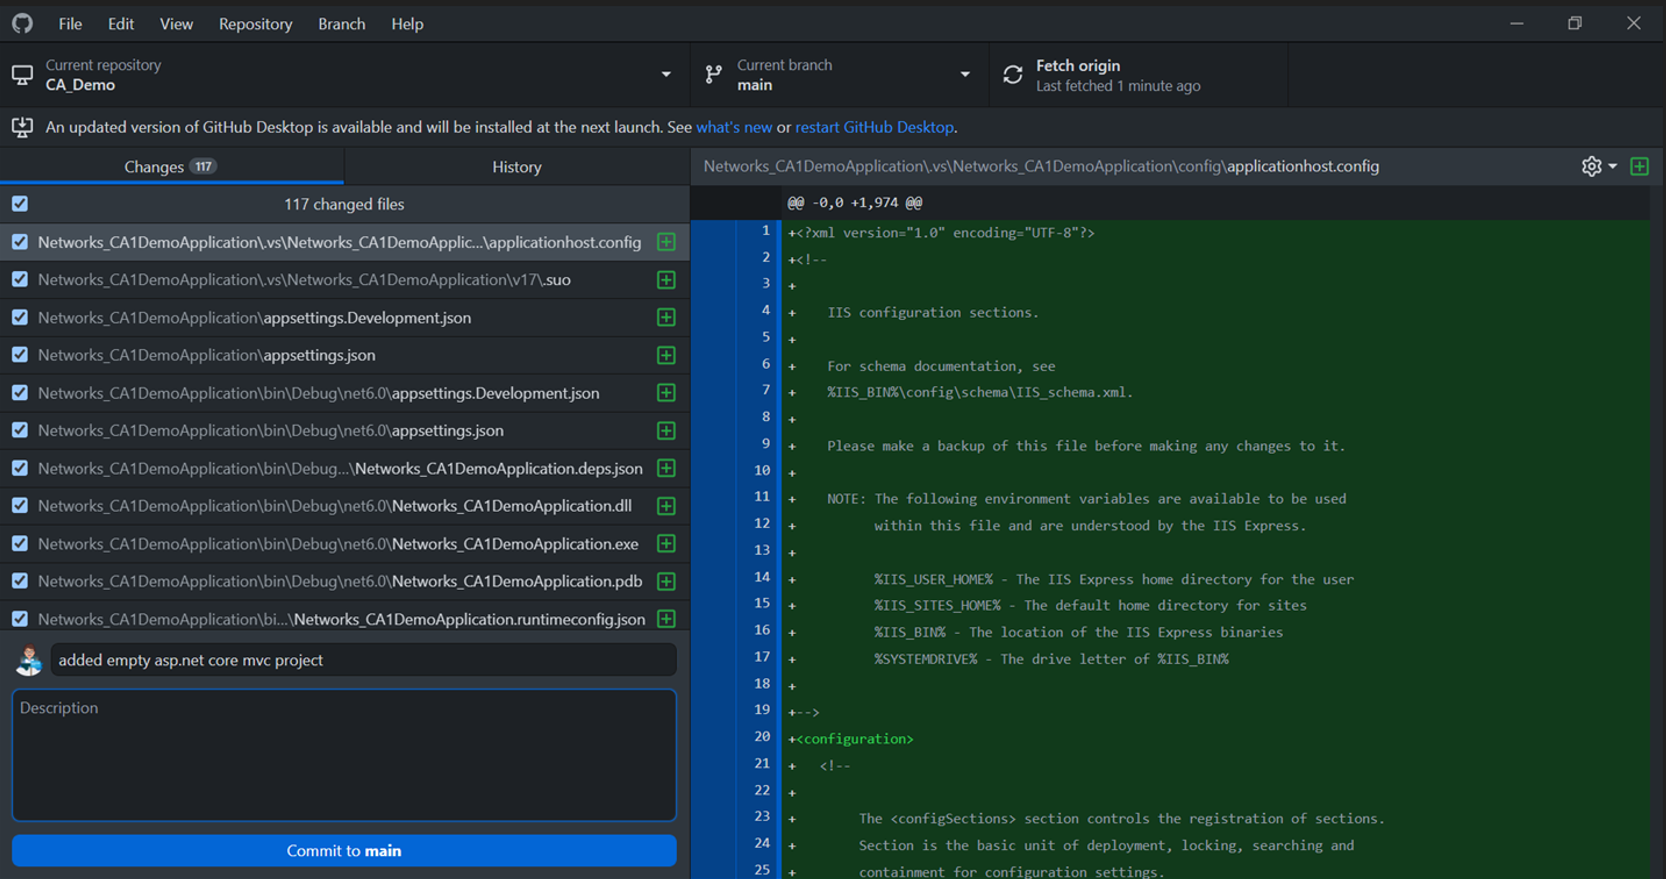 File Edit View Repository Branch Help
Current repository
CA_Demo
Current branch
main
Fetch origin
Last fetched 1 minute ago
An updated version of GitHub Desktop is available and will be installed at the next launch. See what's new or restart GitHub Desktop.
Changes 117
History
117 changed files
Networks_CA1DemoApplication\.vs\Networks_CA1DemoApplic...\applicationhost.config
Networks_CA1DemoApplication\.vs\Networks_CA1DemoApplication\v17\.suo
Networks_CA1DemoApplication\appsettings.Development.json
Networks_CA1DemoApplication\appsettings.json
Networks_CA1DemoApplication\bin\Debug\net6.0\appsettings.Development.json
Networks_CA1DemoApplication\bin\Debug\net6.0\appsettings.json
Networks_CA1DemoApplication\bin\Debug...\Networks_CA1DemoApplication.deps.json
Networks_CA1DemoApplication\bin\Debug\net6.0\Networks_CA1DemoApplication.dll
Networks_CA1DemoApplication\bin\Debug\net6.0\Networks_CA1DemoApplication.exe
Networks_CA1DemoApplication\bin\Debug\net6.0\Networks_CA1DemoApplication.pdb
Networks_CA1DemoApplication\bi...\Networks_CA1DemoApplication.runtimeconfig.json
added empty asp.net core mvc project
Description
Commit to main
Networks_CA1DemoApplication\.vs\Networks_CA1DemoApplication\config\applicationhost.config
@@ -0,0 +1,974 @@
1 +<?xml version="1.0" encoding="UTF-8"?>
2 +<!--
3 +
4 + IIS configuration sections.
5 +
6 + For schema documentation, see
7 + %IIS_BIN%\config\schema\IIS_schema.xml.
8 +
9 + Please make a backup of this file before making any changes to it.
10 +
11 + NOTE: The following environment variables are available to be used
12 + within this file and are understood by the IIS Express.
13 +
14 + %IIS_USER_HOME% - The IIS Express home directory for the user
15 + %IIS_SITES_HOME% - The default home directory for sites
16 + %IIS_BIN% - The location of the IIS Express binaries
17 + %SYSTEMDRIVE% - The drive letter of %IIS_BIN%
18 +
19 +-->
20 +<configuration>
21 + <!--
22 +
23 + The <configSections> section controls the registration of sections.
24 + Section is the basic unit of deployment, locking, searching and
25 + containment for configuration settings.